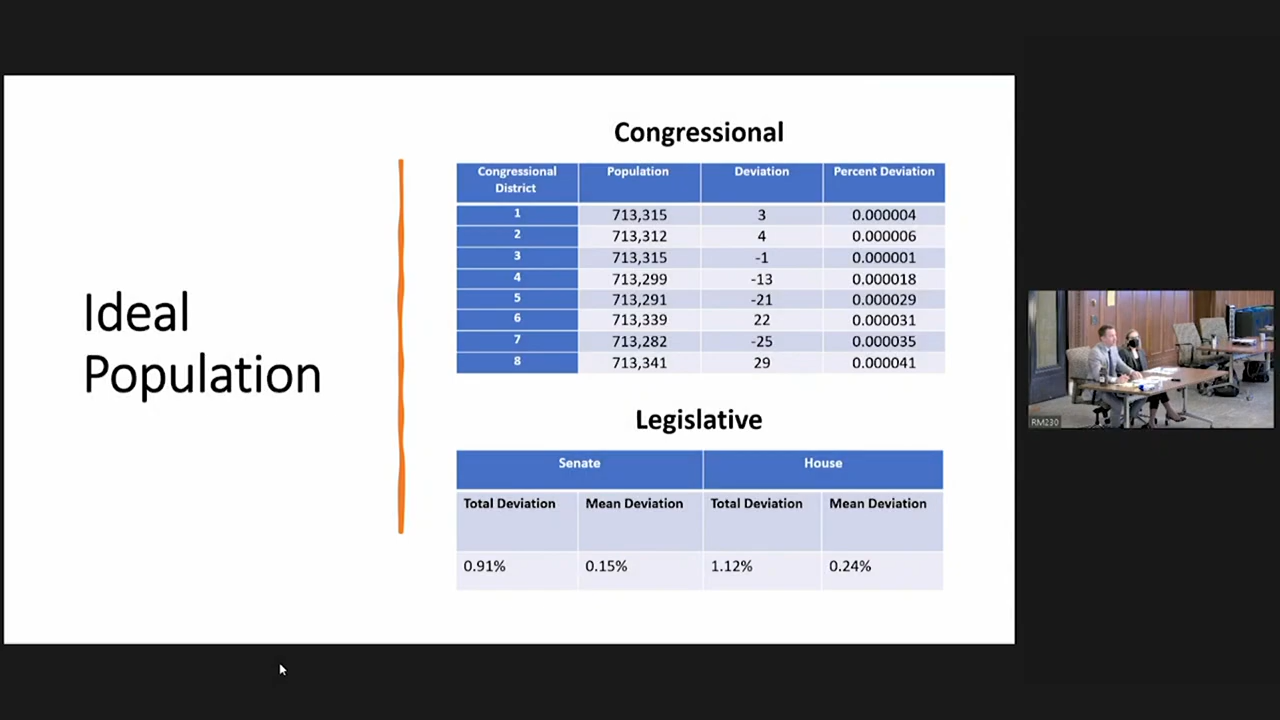 Ideal
Population
Congressional
Congressional District Population Deviation Percent Deviation
1 713,315 3 0.000004
2 713,312 4 0.000006
3 713,315 -1 0.000001
4 713,299 -13 0.000018
5 713,291 -21 0.000029
6 713,339 22 0.000031
7 713,282 -25 0.000035
8 713,341 29 0.000041
Legislative
Senate House
Total Deviation Mean Deviation Total Deviation Mean Deviation
0.91% 0.15% 1.12% 0.24%
RM230